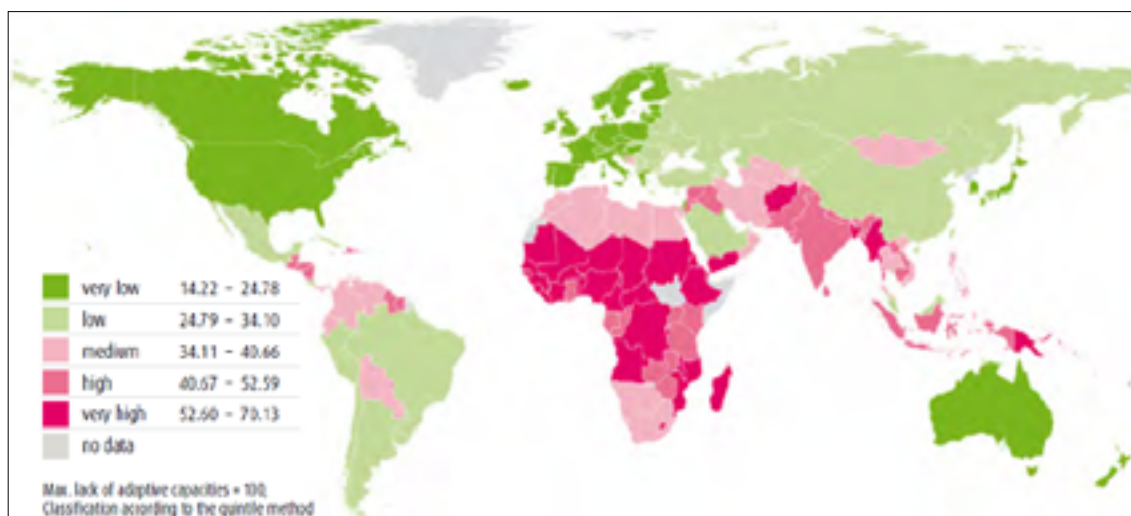 very low 14.22 – 24.78
low 24.79 – 34.10
medium 34.11 – 40.66
high 40.67 – 52.59
very high 52.60 – 70.13
no data
Max. lack of adaptive capacities = 100,
Classification according to the quintile method